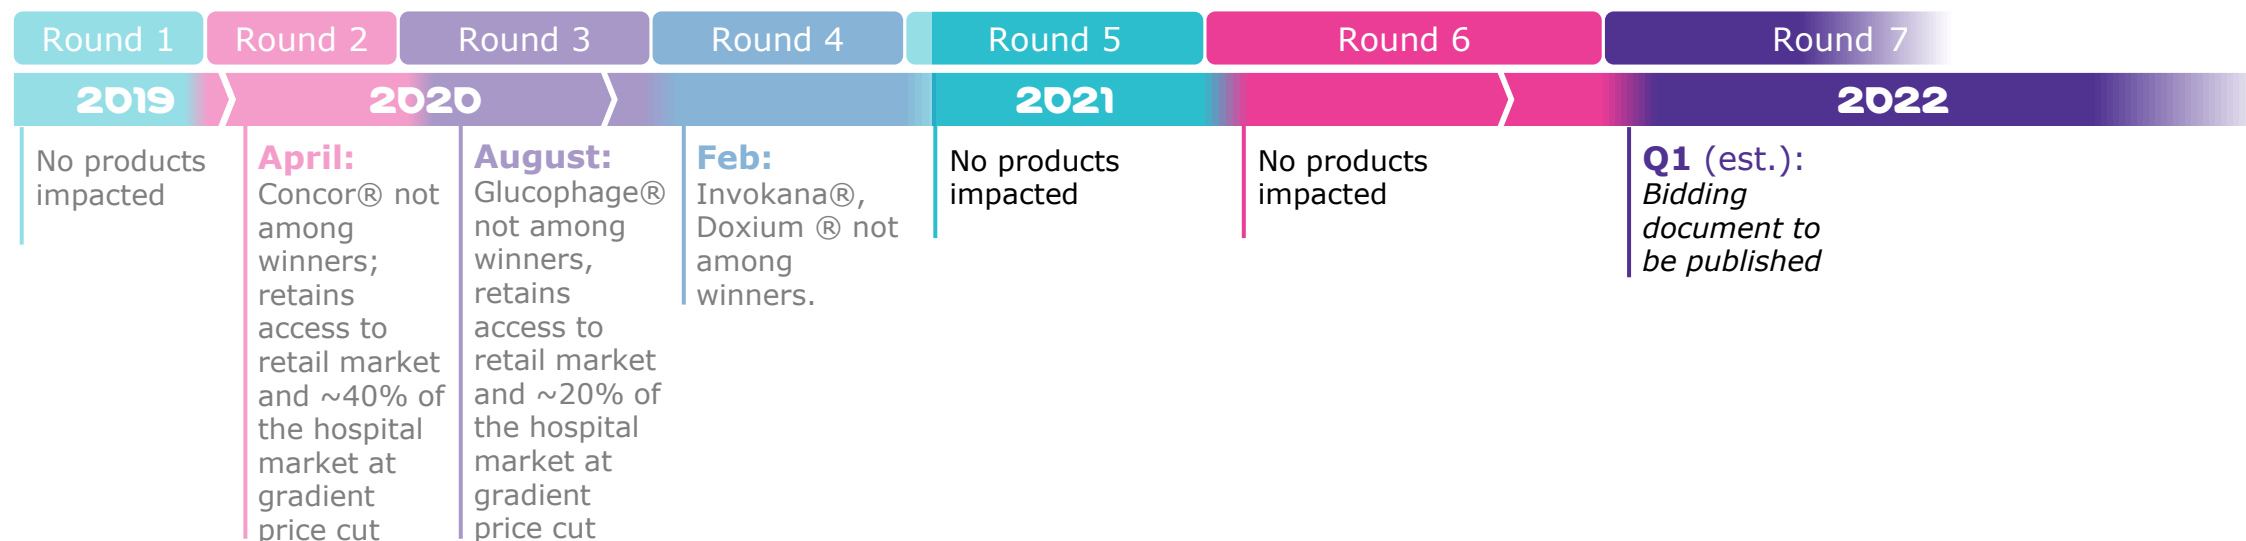 Round 1
Round 2
Round 3
Round 4
Round 5
Round 6
Round 7
2019
2020
2021
2022
No products
impacted
April:
Concor® not
among
winners;
retains
access to
retail market
and ~40% of
the hospital
market at
gradient
price cut
August:
Glucophage®
not among
winners,
retains
access to
retail market
and ~20% of
the hospital
market at
gradient
price cut
Feb:
Invokana®,
Doxium ® not
among
winners.
No products
impacted
No products
impacted
Q1 (est.):
Bidding
document to
be published